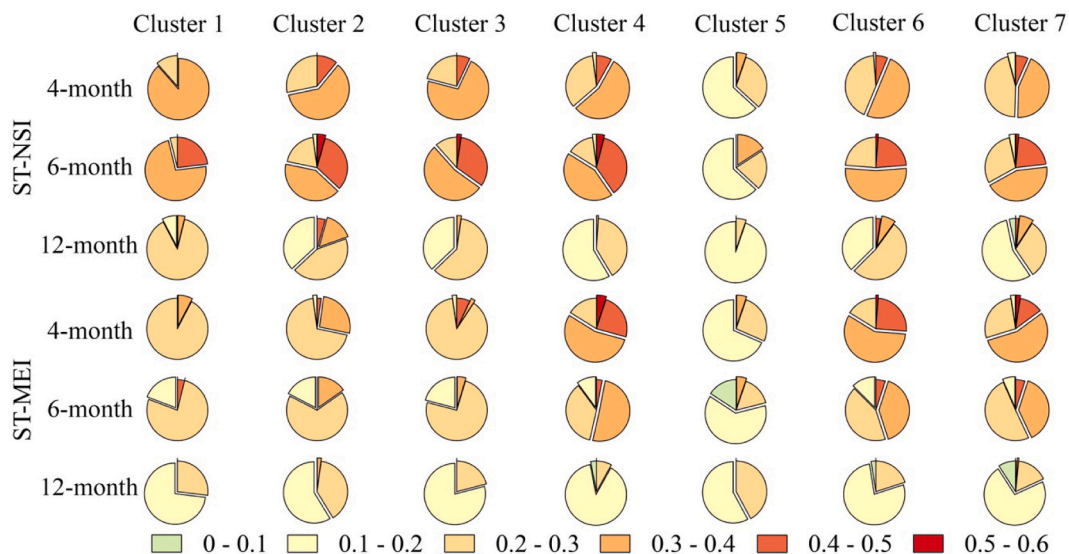 Cluster 1 Cluster 2 Cluster 3 Cluster 4 Cluster 5 Cluster 6 Cluster 7
ST-NSI
4-month
6-month
12-month
ST-MEI
4-month
6-month
12-month
0 - 0.1 0.1 - 0.2 0.2 - 0.3 0.3 - 0.4 0.4 - 0.5 0.5 - 0.6